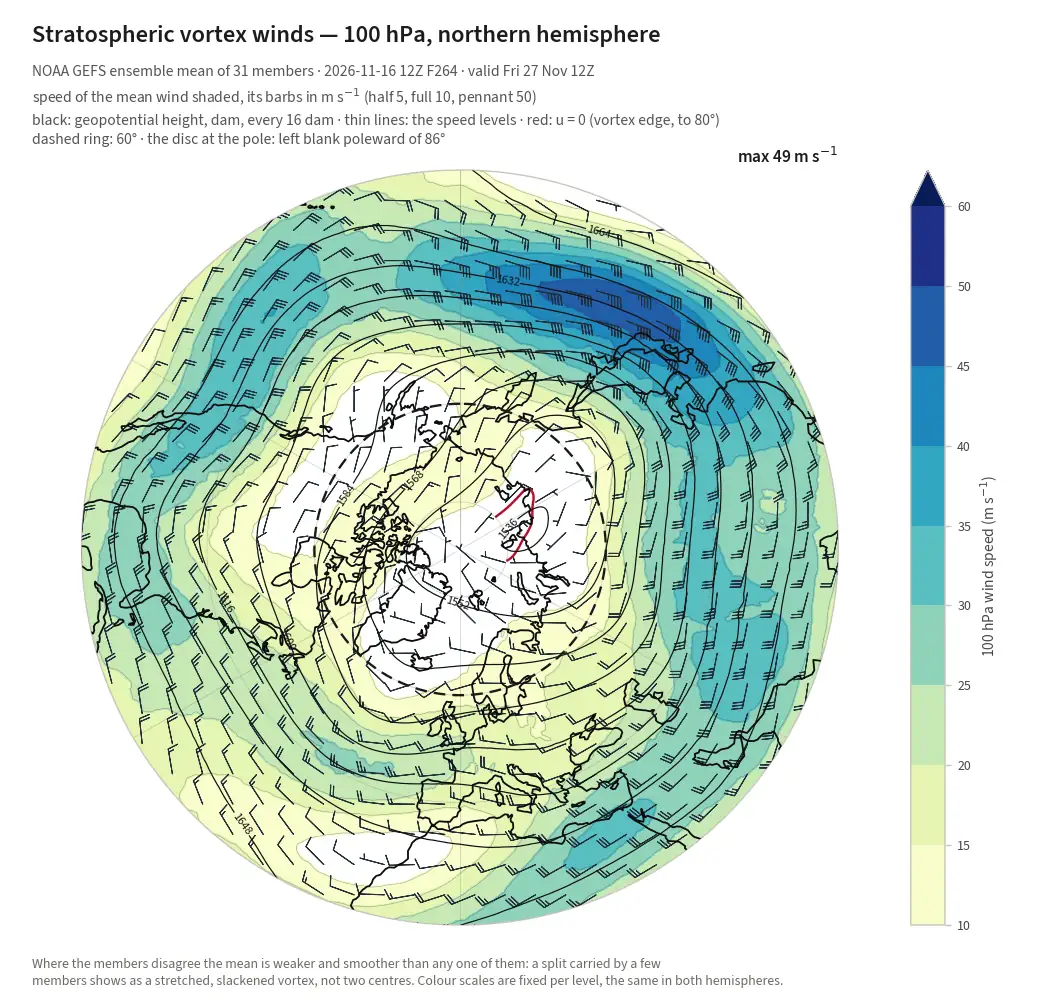 Stratospheric vortex winds — 100 hPa, northern hemisphere
NOAA GEFS ensemble mean of 31 members · 2026-11-16 12Z F264 · valid Fri 27 Nov 12Z
speed of the mean wind shaded, its barbs in m s⁻¹ (half 5, full 10, pennant 50)
black: geopotential height, dam, every 16 dam · thin lines: the speed levels · red: u = 0 (vortex edge, to 80°)
dashed ring: 60° · the disc at the pole: left blank poleward of 86°
max 49 m s⁻¹
1664
1632
1568
1584
1536
1552
1648
60
50
45
40
35
30
25
20
15
10
100 hPa wind speed (m s⁻¹)
Where the members disagree the mean is weaker and smoother than any one of them: a split carried by a few
members shows as a stretched, slackened vortex, not two centres. Colour scales are fixed per level, the same in both hemispheres.